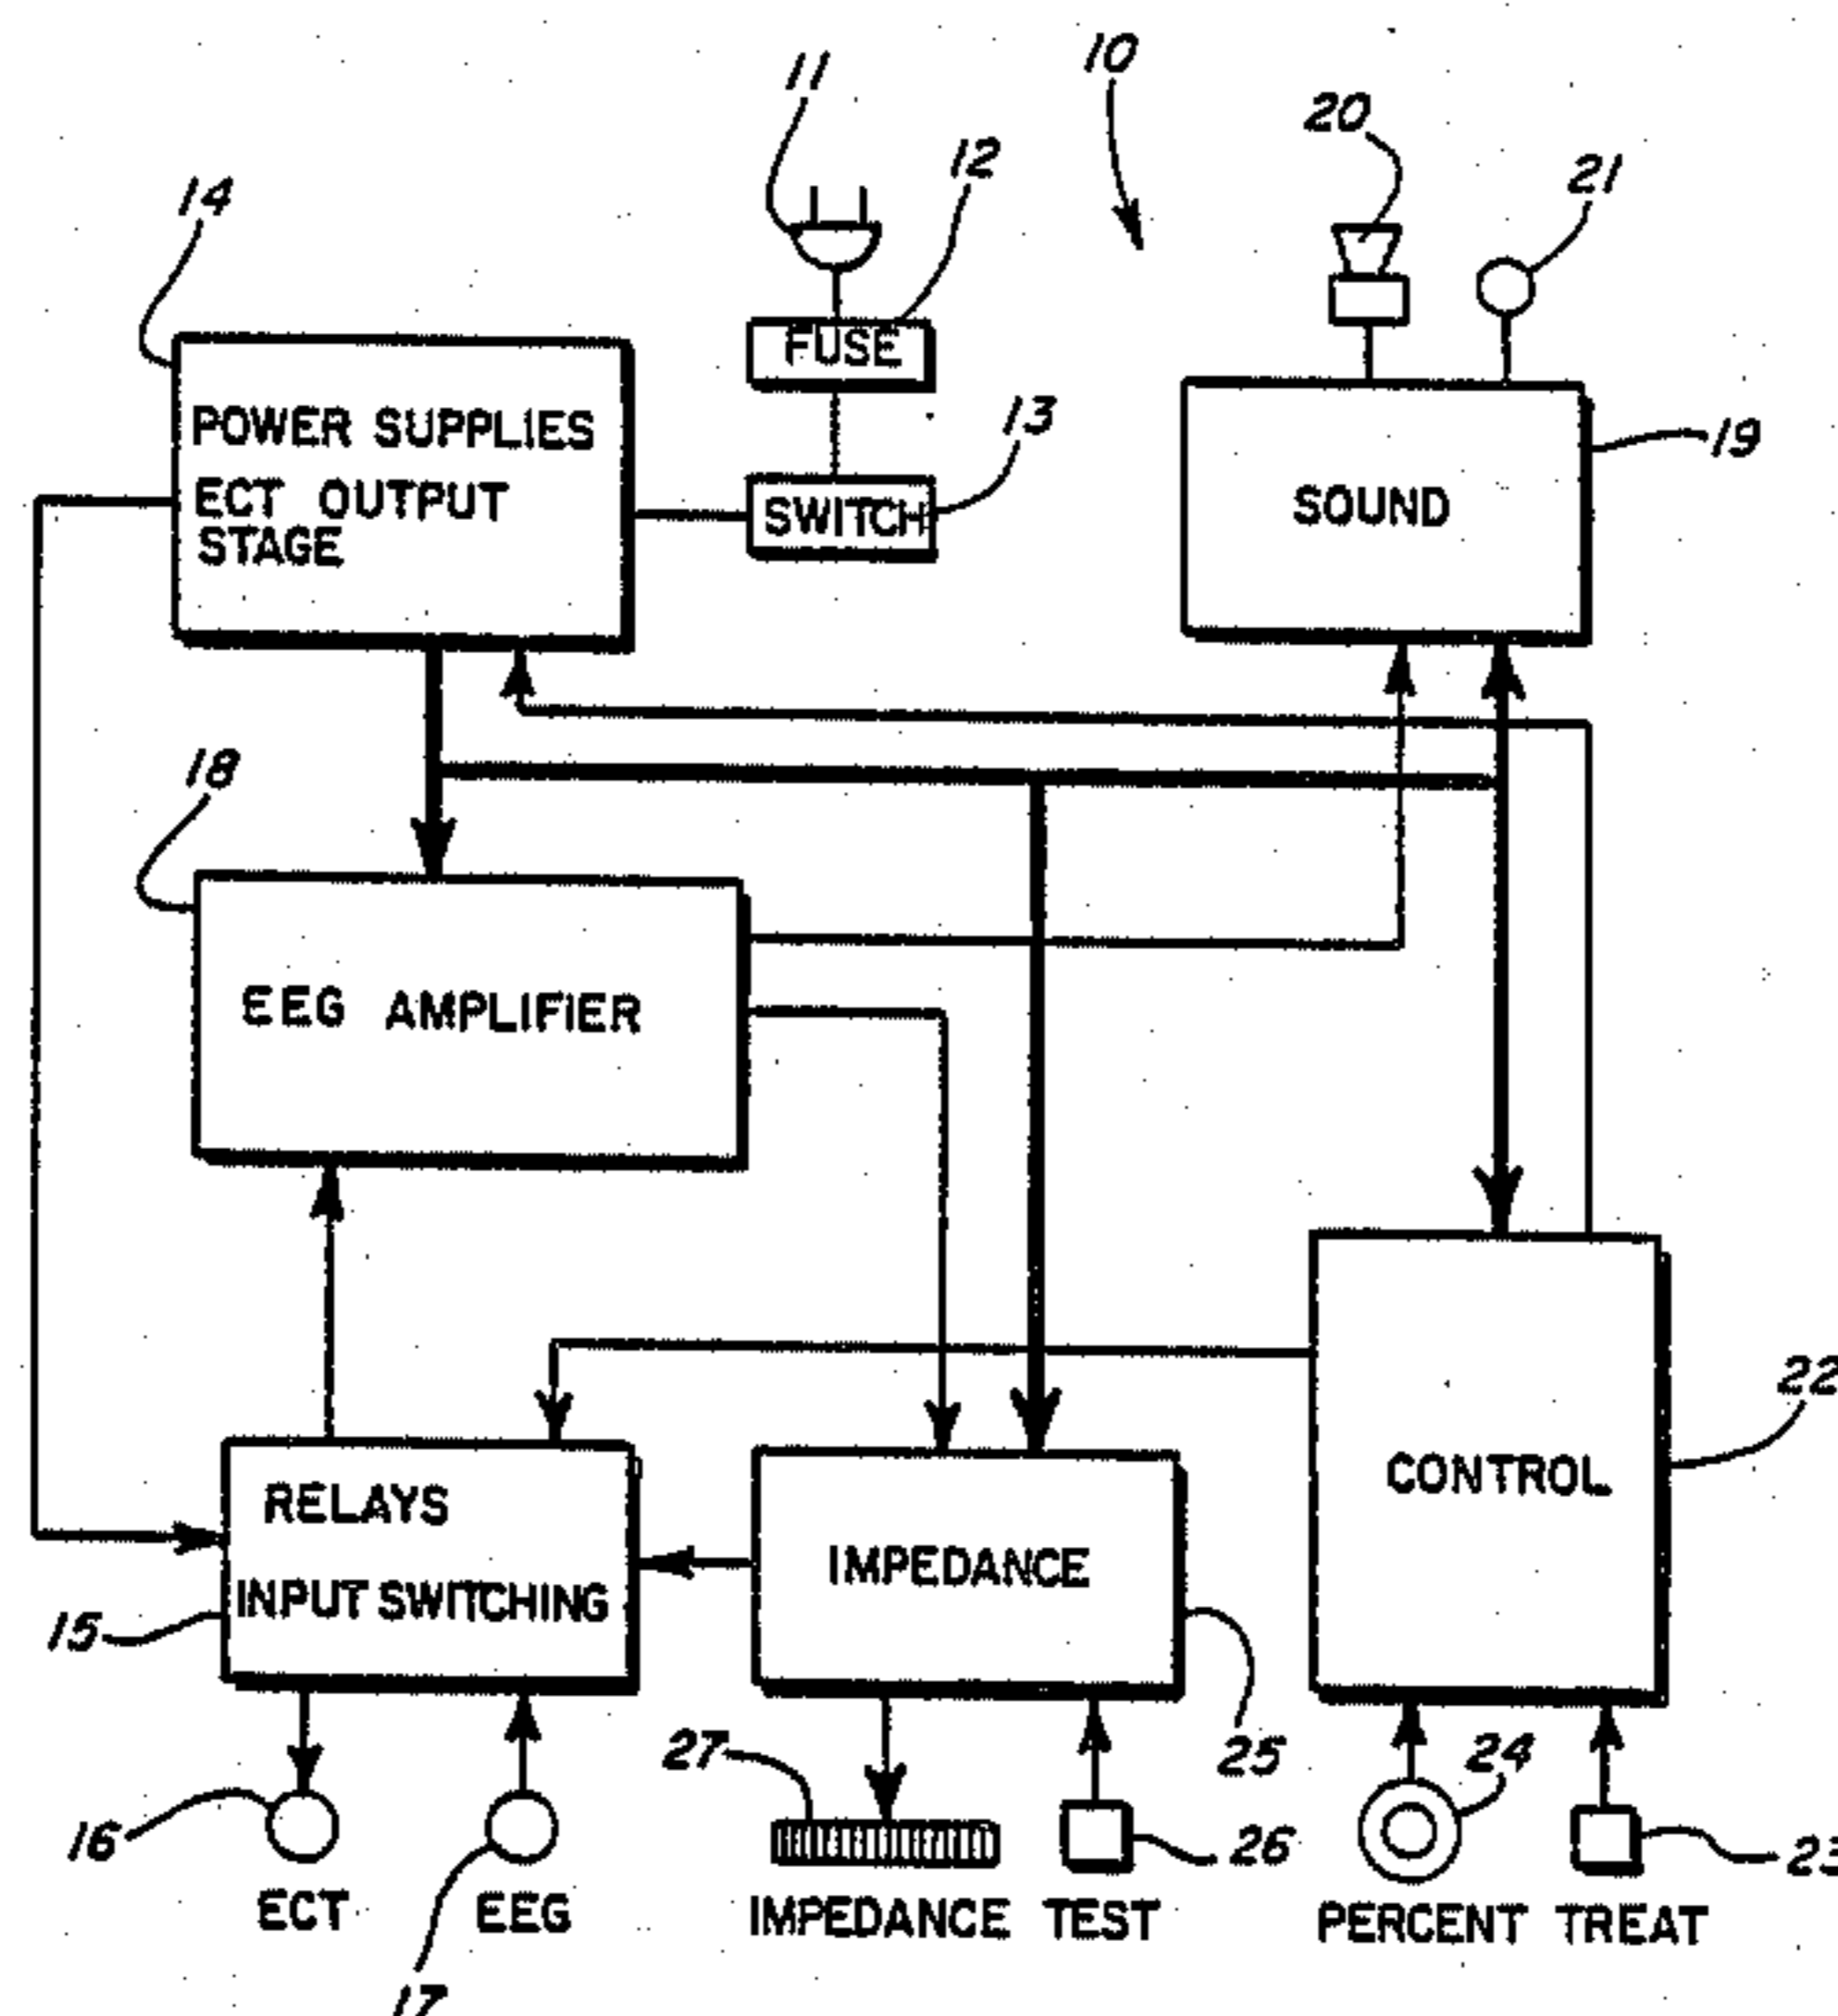 10
11
20
12
21
14
FUSE
13
19
POWER SUPPLIES
ECT OUTPUT
STAGE
SWITCH
SOUND
18
EEG AMPLIFIER
22
RELAYS
INPUT SWITCHING
IMPEDANCE
CONTROL
15
27
25
24
16
26
23
ECT
EEG
IMPEDANCE TEST
PERCENT TREAT
17